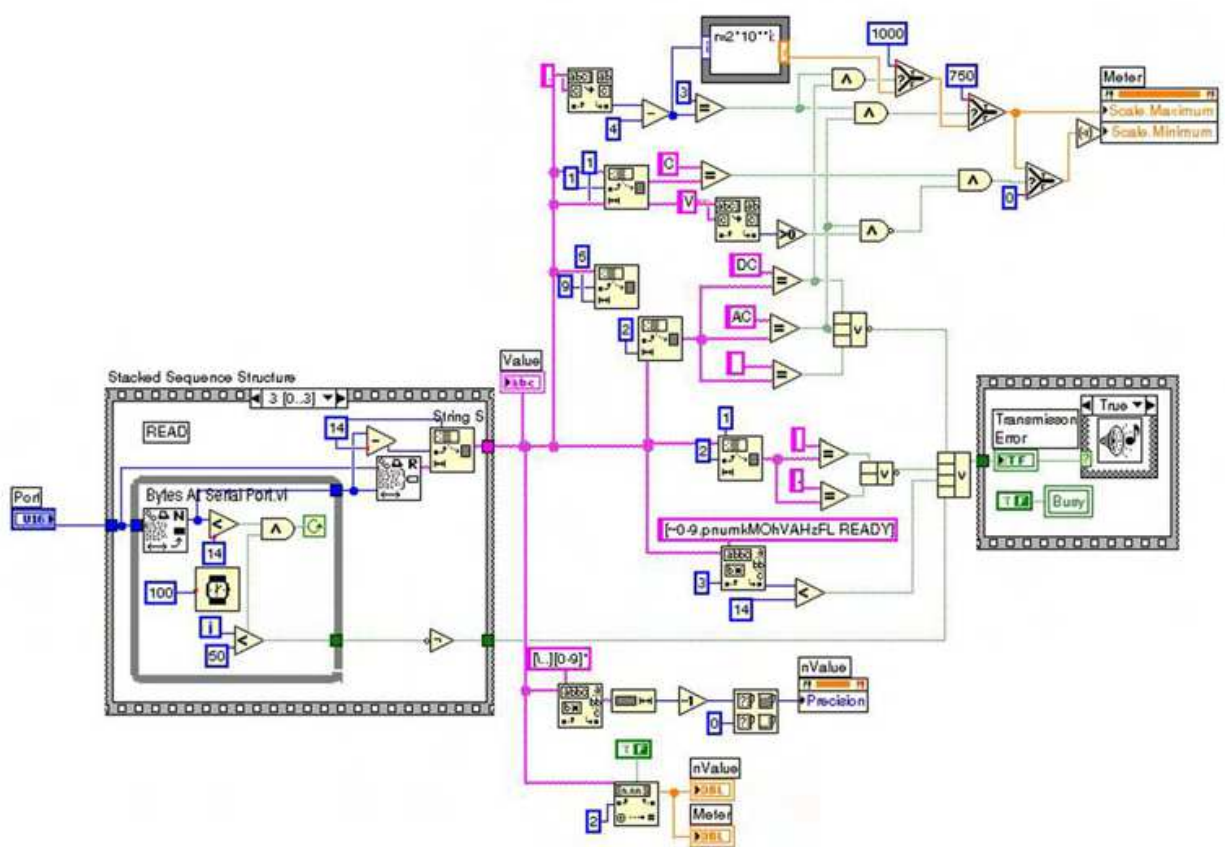 r=2*10**k
1000
750
Meter
Scale.Maximum
Scale.Minimum
3
=
4
1
C
1
=
0
V
>0
5
DC
9
=
AC
2
=
Value
abc
=
Stacked Sequence Structure
3 [0..3]
True
14
String S
READ
1
Transmisson
Error
TF
2
=
=
Port
U16
Bytes At Serial Port.vi
TF
Busy
[~0-9.pnumkMOhVAHzFL READY]
14
100
3
14
i
50
[\.,][0-9]*
nValue
-1
Precision
0
TF
nValue
DBL
2
Meter
DBL